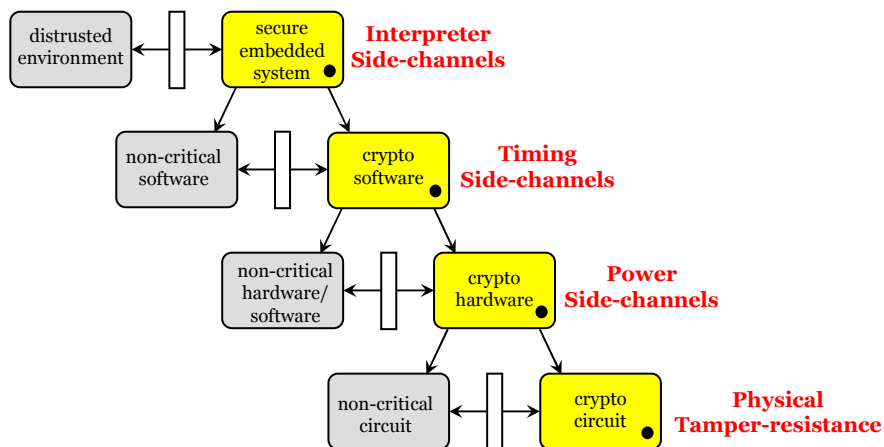 distrusted
environment
secure
embedded
system
Interpreter
Side-channels
non-critical
software
crypto
software
Timing
Side-channels
non-critical
hardware/
software
crypto
hardware
Power
Side-channels
non-critical
circuit
crypto
circuit
Physical
Tamper-resistance